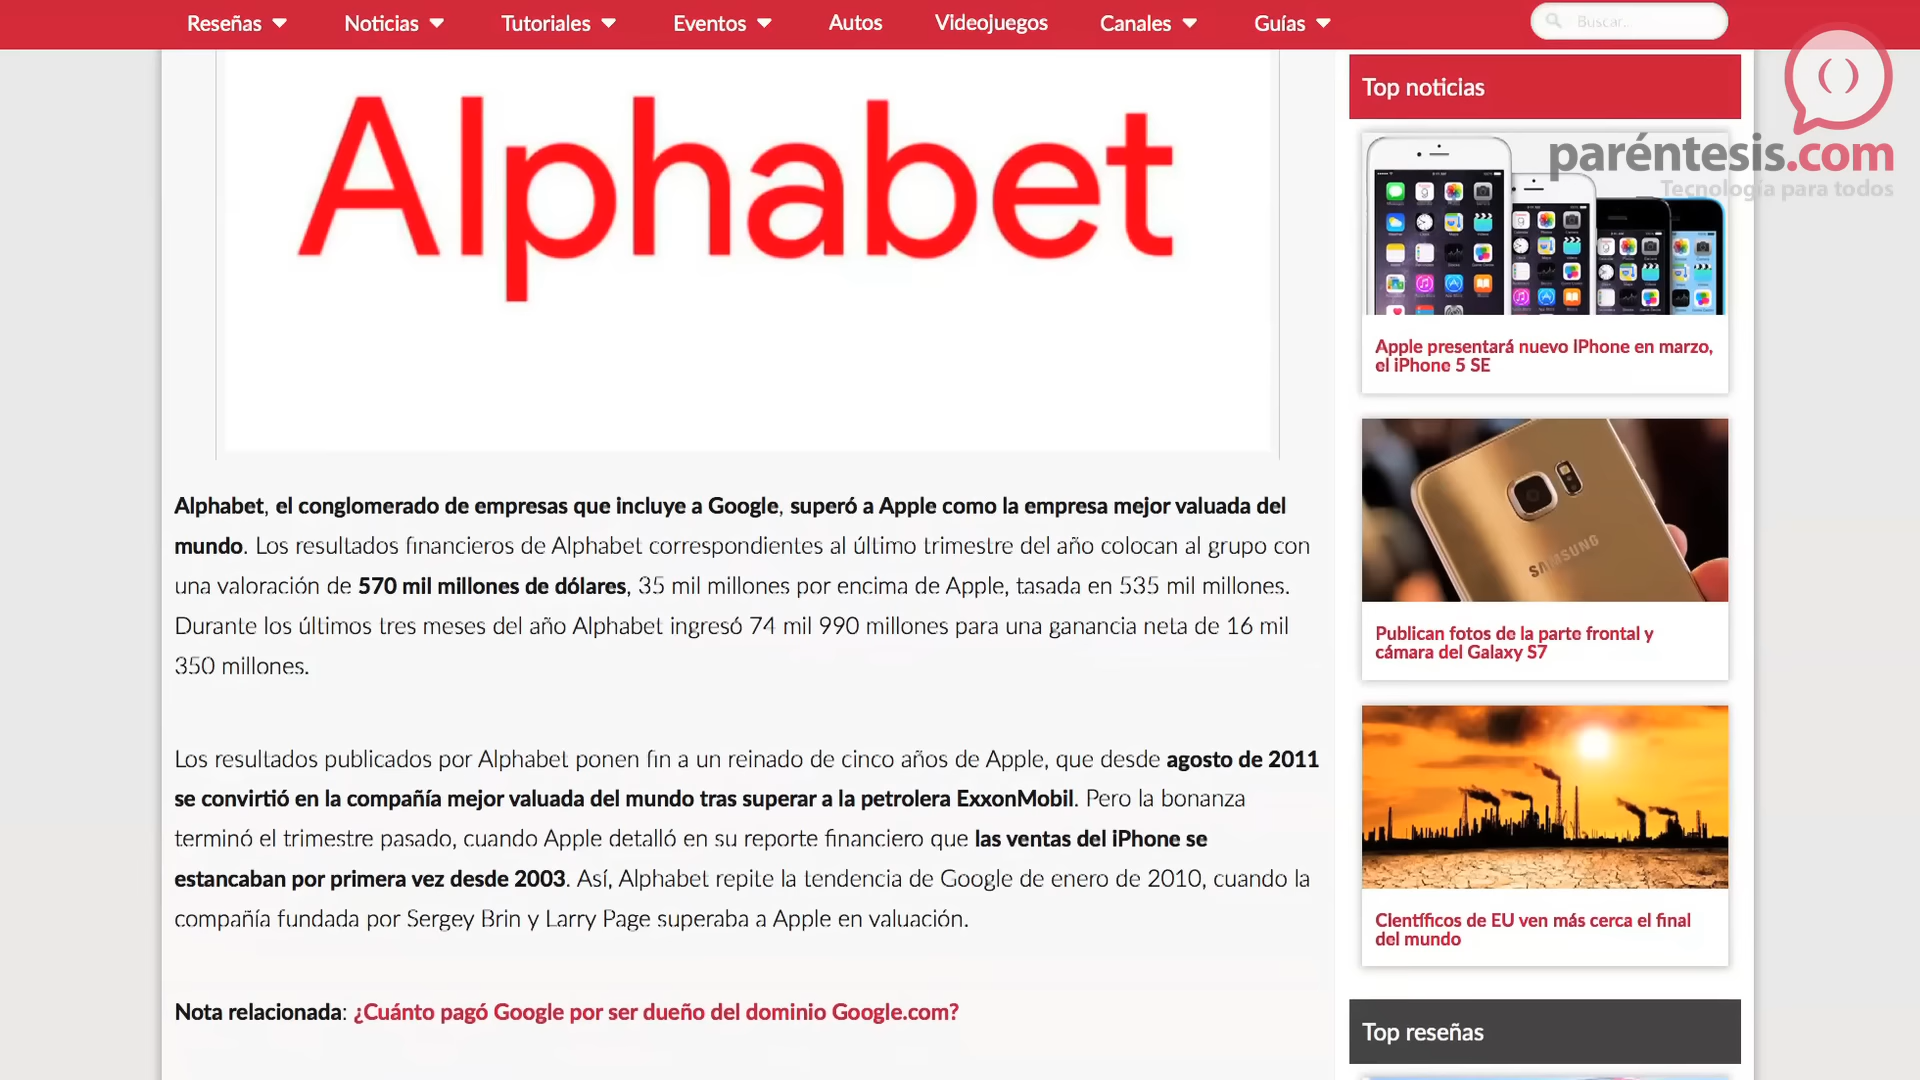 Reseñas
Noticias
Tutoriales
Eventos
Autos
Videojuegos
Canales
Guías
Buscar...
Alphabet
Alphabet, el conglomerado de empresas que incluye a Google, superó a Apple como la empresa mejor valuada del
mundo. Los resultados financieros de Alphabet correspondientes al último trimestre del año colocan al grupo con
una valoración de 570 mil millones de dólares, 35 mil millones por encima de Apple, tasada en 535 mil millones.
Durante los últimos tres meses del año Alphabet ingresó 74 mil 990 millones para una ganancia neta de 16 mil
350 millones.
Los resultados publicados por Alphabet ponen fin a un reinado de cinco años de Apple, que desde agosto de 2011
se convirtió en la compañía mejor valuada del mundo tras superar a la petrolera ExxonMobil. Pero la bonanza
terminó el trimestre pasado, cuando Apple detalló en su reporte financiero que las ventas del iPhone se
estancaban por primera vez desde 2003. Así, Alphabet repite la tendencia de Google de enero de 2010, cuando la
compañía fundada por Sergey Brin y Larry Page superaba a Apple en valuación.
Nota relacionada: ¿Cuánto pagó Google por ser dueño del dominio Google.com?
Top noticias
( )
paréntesis.com
Tecnología para todos
Apple presentará nuevo IPhone en marzo,
el iPhone 5 SE
SAMSUNG
Publican fotos de la parte frontal y
cámara del Galaxy S7
CIentíficos de EU ven más cerca el final
del mundo
Top reseñas